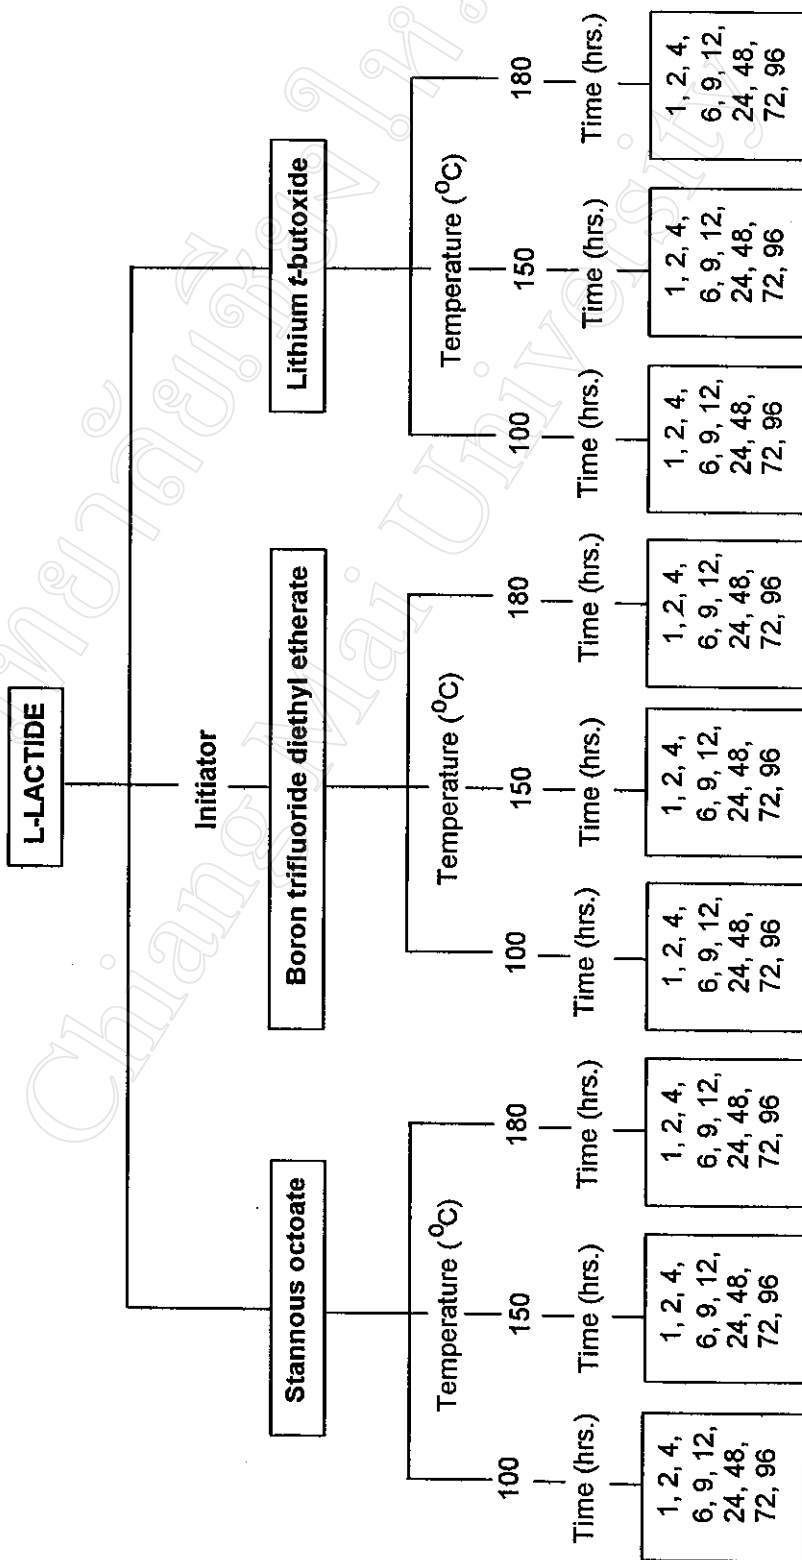 L-LACTIDE
Initiator
Stannous octoate
Boron trifluoride diethyl etherate
Lithium t-butoxide
Temperature (⁰C)
Temperature (⁰C)
Temperature (⁰C)
100
150
180
100
150
180
100
150
180
Time (hrs.)
Time (hrs.)
Time (hrs.)
Time (hrs.)
Time (hrs.)
Time (hrs.)
Time (hrs.)
Time (hrs.)
Time (hrs.)
1, 2, 4,
6, 9, 12,
24, 48,
72, 96
1, 2, 4,
6, 9, 12,
24, 48,
72, 96
1, 2, 4,
6, 9, 12,
24, 48,
72, 96
1, 2, 4,
6, 9, 12,
24, 48,
72, 96
1, 2, 4,
6, 9, 12,
24, 48,
72, 96
1, 2, 4,
6, 9, 12,
24, 48,
72, 96
1, 2, 4,
6, 9, 12,
24, 48,
72, 96
1, 2, 4,
6, 9, 12,
24, 48,
72, 96
1, 2, 4,
6, 9, 12,
24, 48,
72, 96
Chiang Mai University